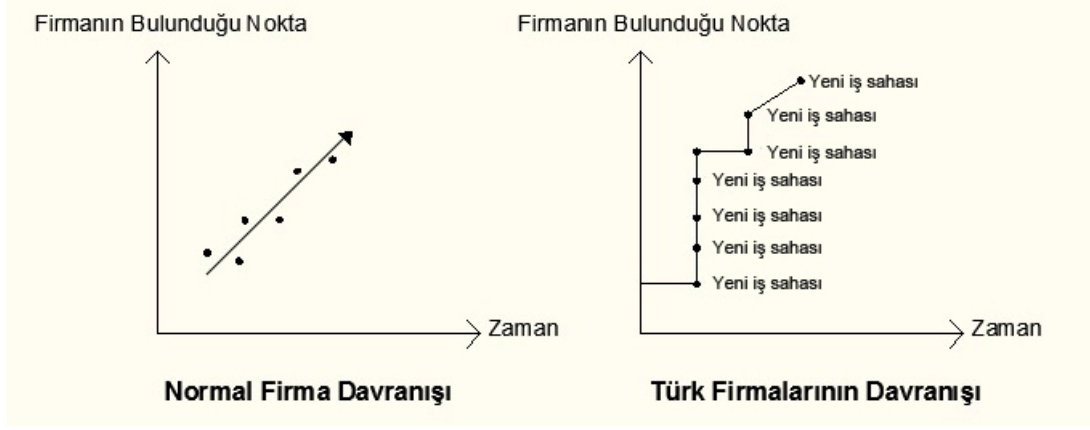 Firmanın Bulunduğu Nokta
Zaman
Normal Firma Davranışı
Firmanın Bulunduğu Nokta
Yeni iş sahası
Yeni iş sahası
Yeni iş sahası
Yeni iş sahası
Yeni iş sahası
Yeni iş sahası
Yeni iş sahası
Zaman
Türk Firmalarının Davranışı